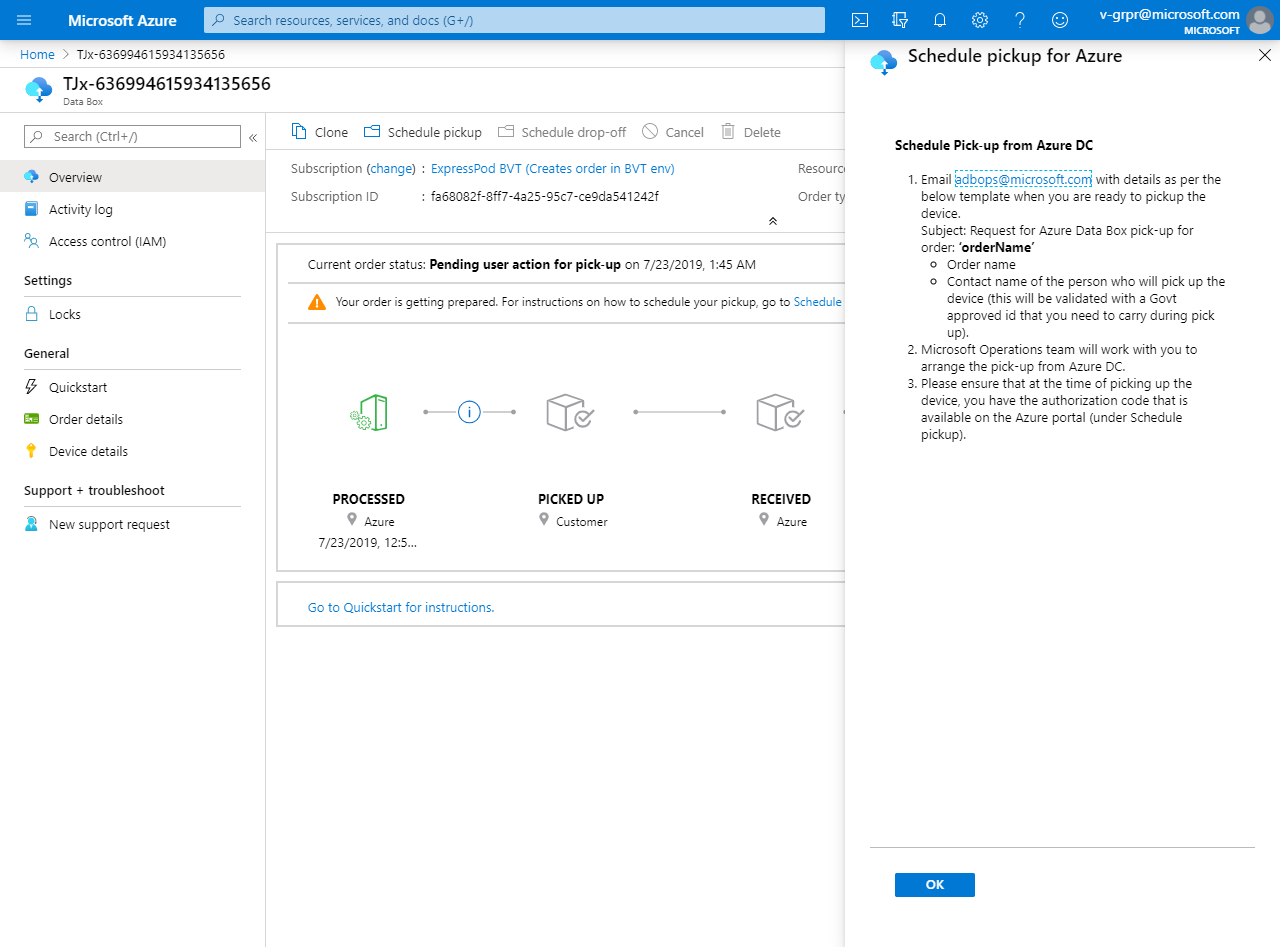 Microsoft Azure
Search resources, services, and docs (G+/)
v-grpr@microsoft.com
MICROSOFT
Home > TJx-636994615934135656
TJx-636994615934135656
Data Box
Search (Ctrl+/)
«
Overview
Activity log
Access control (IAM)
Settings
Locks
General
Quickstart
Order details
Device details
Support + troubleshoot
New support request
Clone
Schedule pickup
Schedule drop-off
Cancel
Delete
Subscription (change) : ExpressPod BVT (Creates order in BVT env)
Resourc
Subscription ID : fa68082f-8ff7-4a25-95c7-ce9da541242f
Order ty
Current order status: Pending user action for pick-up on 7/23/2019, 1:45 AM
Your order is getting prepared. For instructions on how to schedule your pickup, go to Schedule
i
PROCESSED
Azure
7/23/2019, 12:5...
PICKED UP
Customer
RECEIVED
Azure
Go to Quickstart for instructions.
Schedule pickup for Azure
Schedule Pick-up from Azure DC
1. Email adbops@microsoft.com with details as per the
below template when you are ready to pickup the
device.
Subject: Request for Azure Data Box pick-up for
order: ‘orderName’
Order name
Contact name of the person who will pick up the
device (this will be validated with a Govt
approved id that you need to carry during pick
up).
2. Microsoft Operations team will work with you to
arrange the pick-up from Azure DC.
3. Please ensure that at the time of picking up the
device, you have the authorization code that is
available on the Azure portal (under Schedule
pickup).
OK